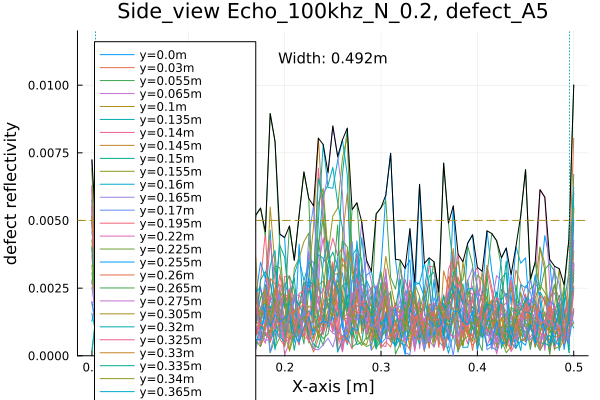 Side_view Echo_100khz_N_0.2, defect_A5
Width: 0.492m
defect reflectivity
0.0100
0.0075
0.0050
0.0025
0.0000
y=0.0m
y=0.03m
y=0.055m
y=0.065m
y=0.1m
y=0.135m
y=0.14m
y=0.145m
y=0.15m
y=0.155m
y=0.16m
y=0.165m
y=0.17m
y=0.195m
y=0.22m
y=0.225m
y=0.255m
y=0.26m
y=0.265m
y=0.275m
y=0.305m
y=0.32m
y=0.325m
y=0.33m
y=0.335m
y=0.34m
y=0.365m
0.2
0.3
0.4
0.5
X-axis [m]